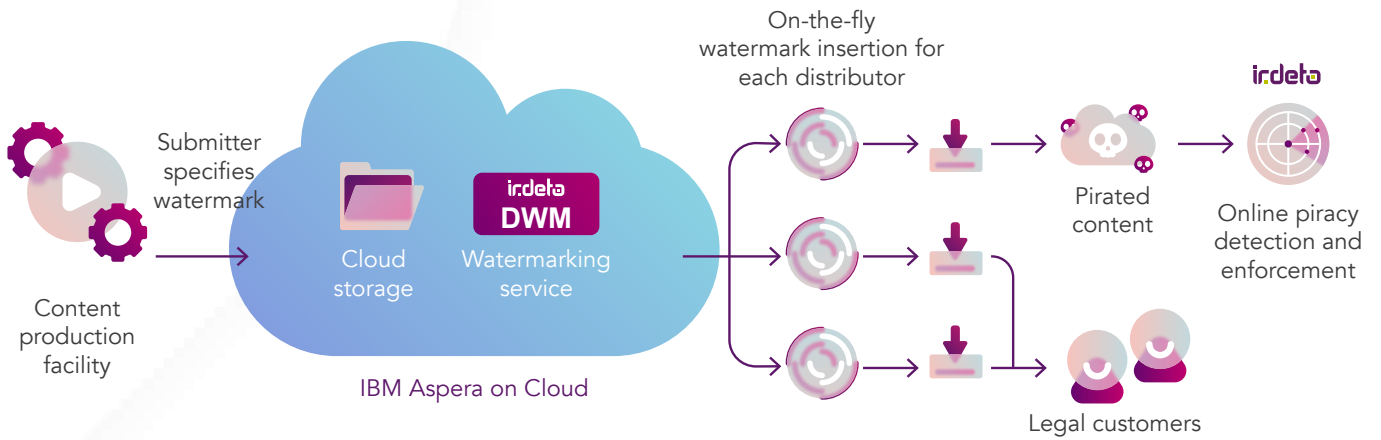 Content
production
facility
Submitter
specifies
watermark
Cloud
storage
irdeto
DWM
Watermarking
service
IBM Aspera on Cloud
On-the-fly
watermark insertion for
each distributor
Pirated
content
irdeto
Online piracy
detection and
enforcement
Legal customers